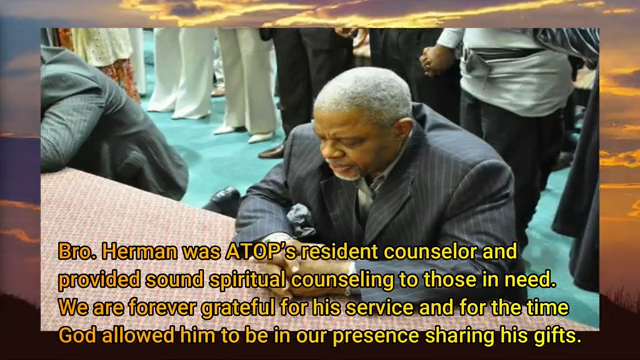 Bro. Herman was ATOP's resident counselor and
provided sound spiritual counseling to those in need.
We are forever grateful for his service and for the time
God allowed him to be in our presence sharing his gifts.